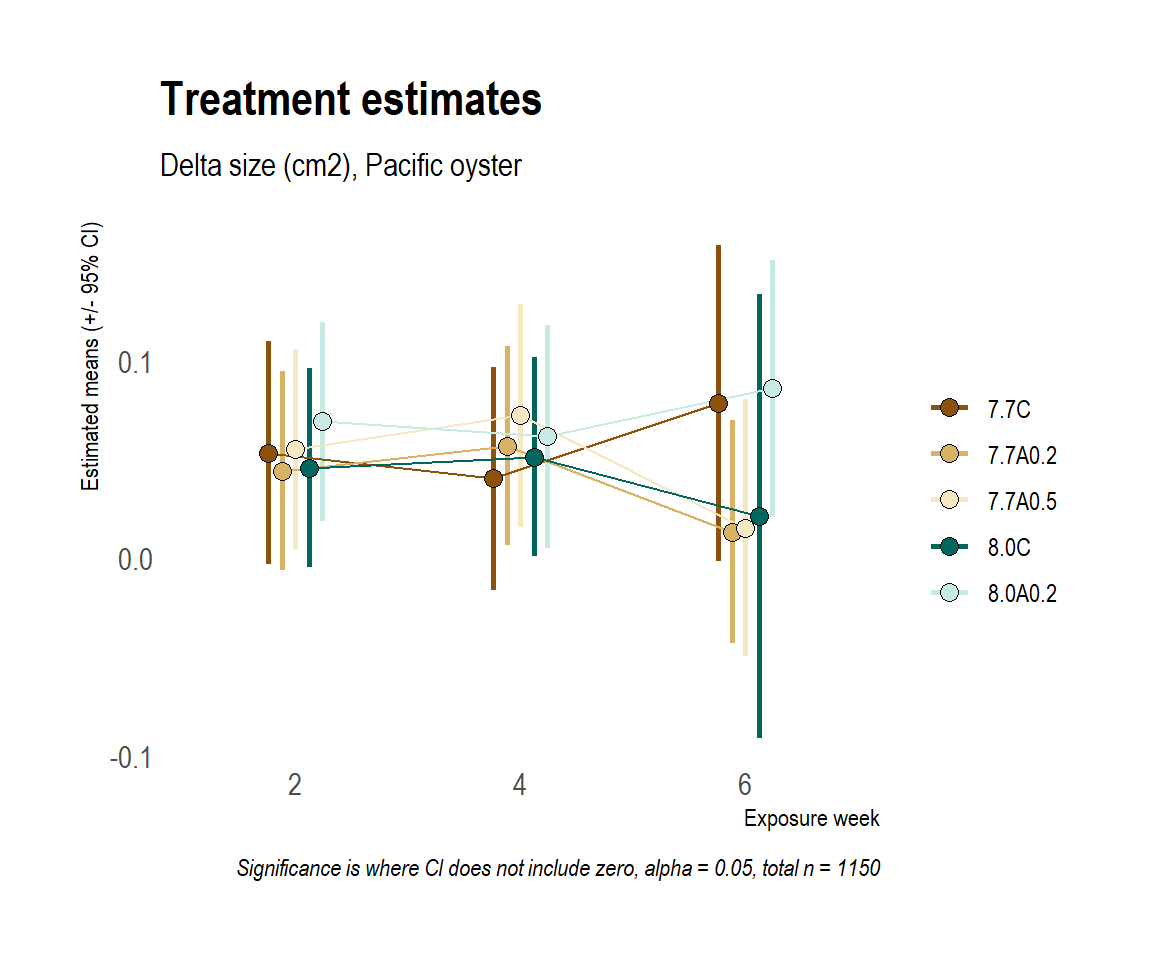 Treatment estimates
Delta size (cm2), Pacific oyster
Estimated means (+/- 95% CI)
0.1
0.0
-0.1
2
4
6
Exposure week
7.7C
7.7A0.2
7.7A0.5
8.0C
8.0A0.2
Significance is where CI does not include zero, alpha = 0.05, total n = 1150